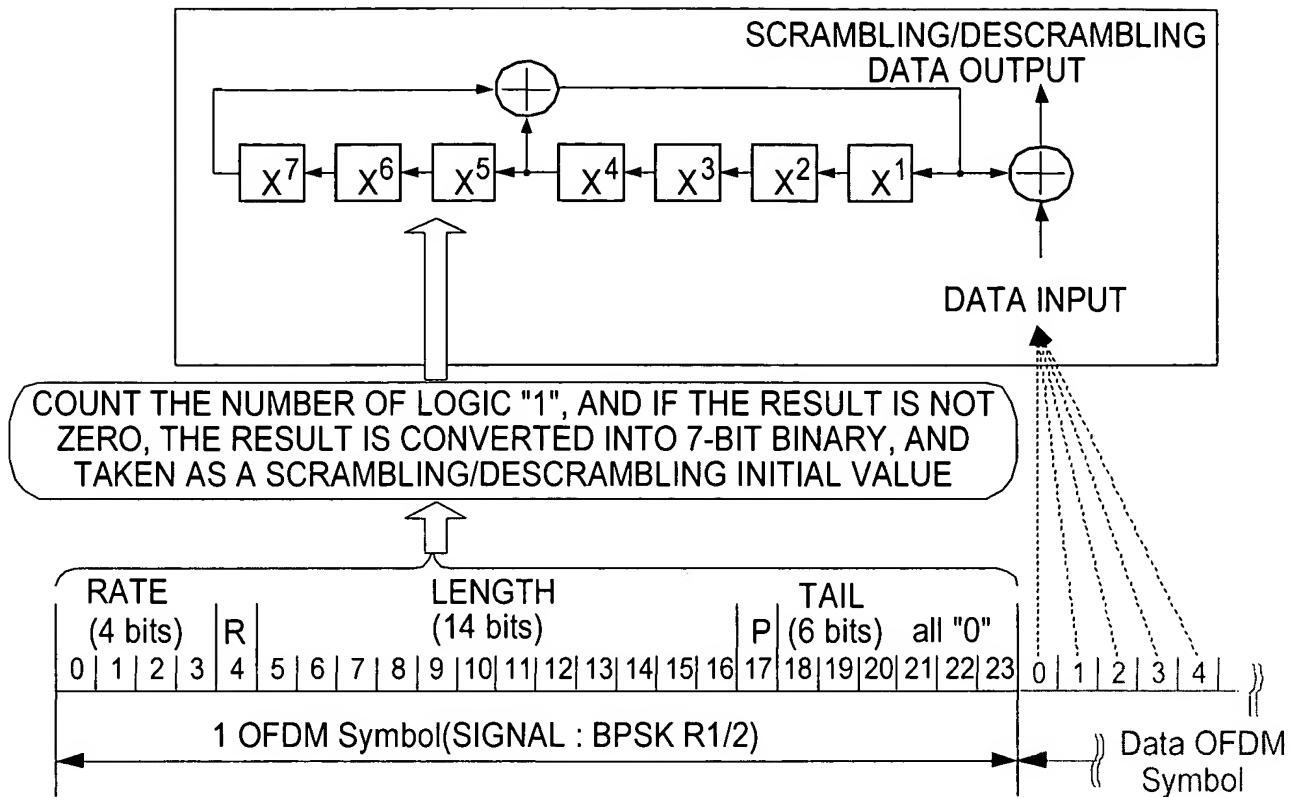 SCRAMBLING/DESCRAMBLING
DATA OUTPUT
X7 X6 X5 X4 X3 X2 X1
DATA INPUT
COUNT THE NUMBER OF LOGIC "1", AND IF THE RESULT IS NOT
ZERO, THE RESULT IS CONVERTED INTO 7-BIT BINARY, AND
TAKEN AS A SCRAMBLING/DESCRAMBLING INITIAL VALUE
RATE LENGTH TAIL
(4 bits) R (14 bits) P (6 bits) all "0"
0 1 2 3 4 5 6 7 8 9 10 11 12 13 14 15 16 17 18 19 20 21 22 23 0 1 2 3 4
1 OFDM Symbol(SIGNAL : BPSK R1/2)
Data OFDM
Symbol